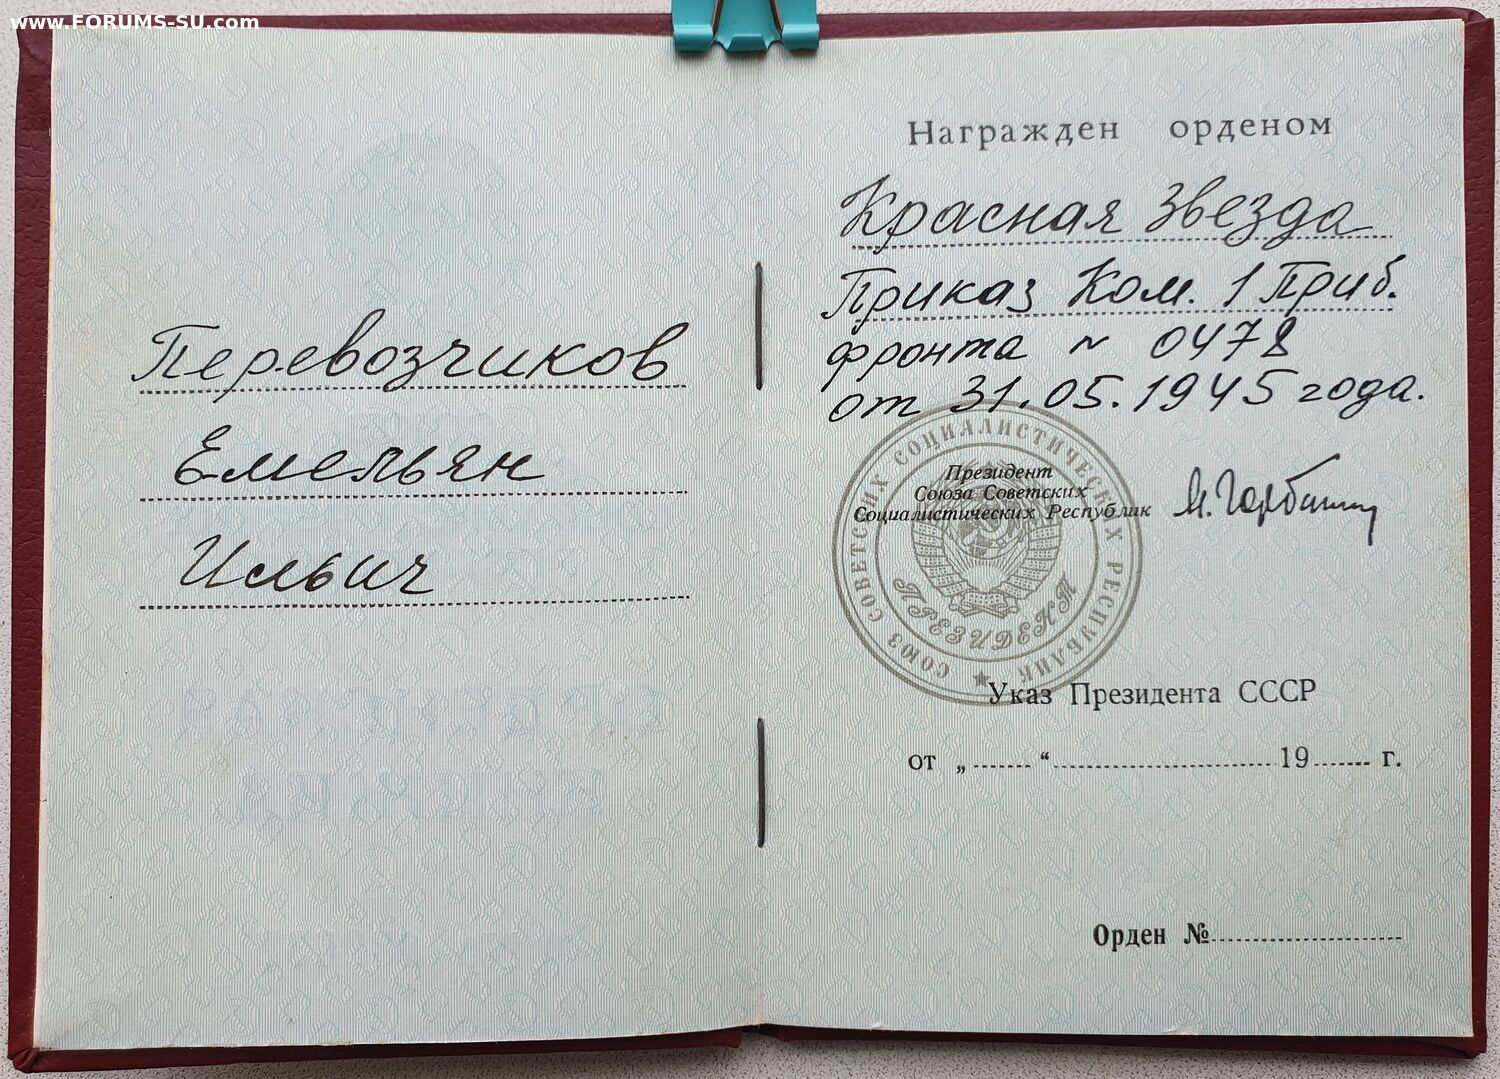 www.FORUMS-SU.com
Перевозчиков
Емельян
Ильич
Награжден орденом
Красная Звезда
Приказ Ком. 1 Приб.
фронта № 0478
от 31.05.1945 года.
Президент
Союза Советских
Социалистических Республик
М. Горбачев
СОЮЗ СОВЕТСКИХ СОЦИАЛИСТИЧЕСКИХ РЕСПУБЛИК
ПРЕЗИДЕНТ
Указ Президента СССР
от „ “ 19 г.
Орден №